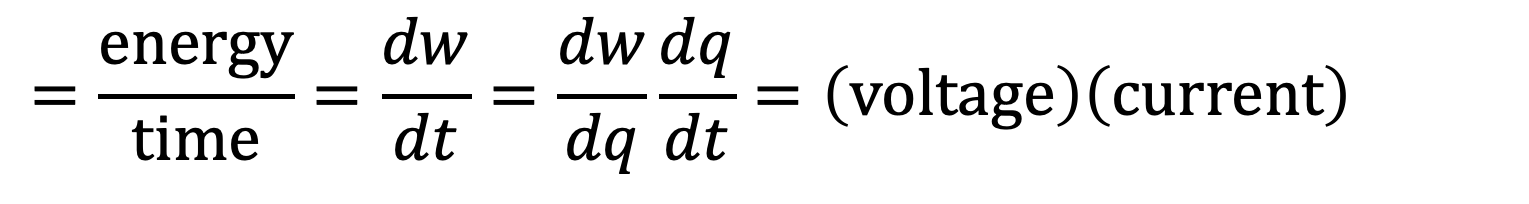 = energy/time = dw/dt = dw/dq dq/dt = (voltage)(current)